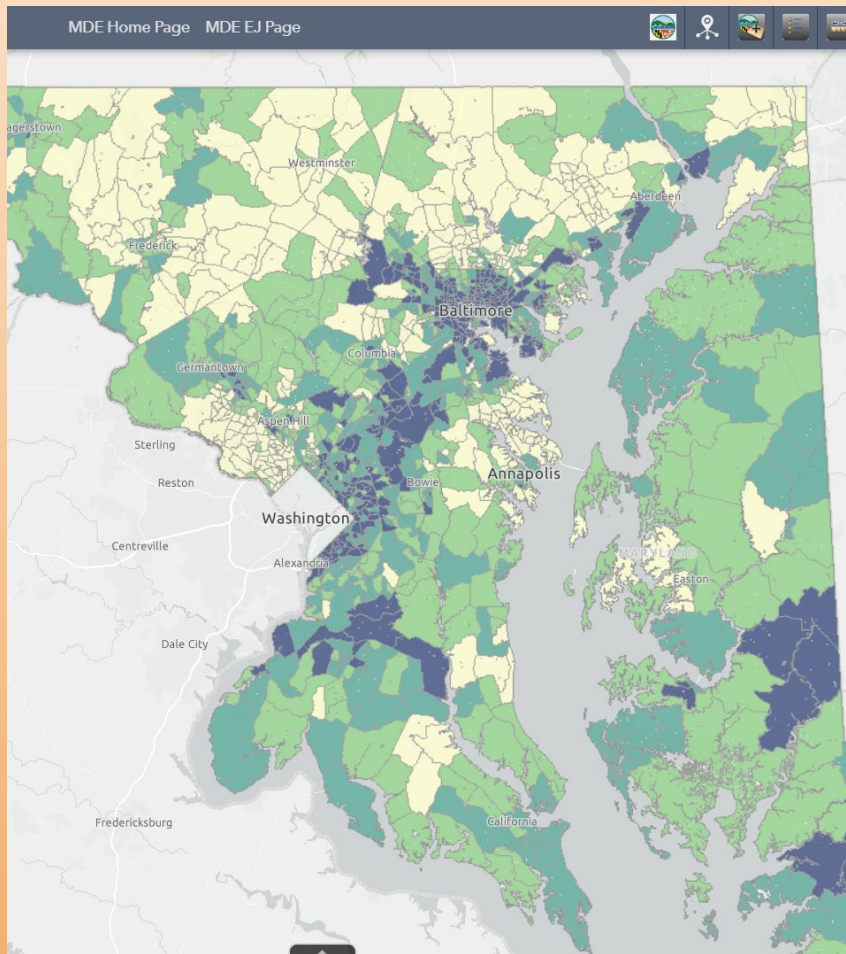 MDE Home Page MDE EJ Page
agerstown
Westminster
Aberdeen
Frederick
Baltimore
Columbia
Germantown
Aspen Hill
Sterling
Reston
Bowie
Annapolis
Washington
Centreville
MARYLAND
Alexandria
Easton
Dale City
California
Fredericksburg